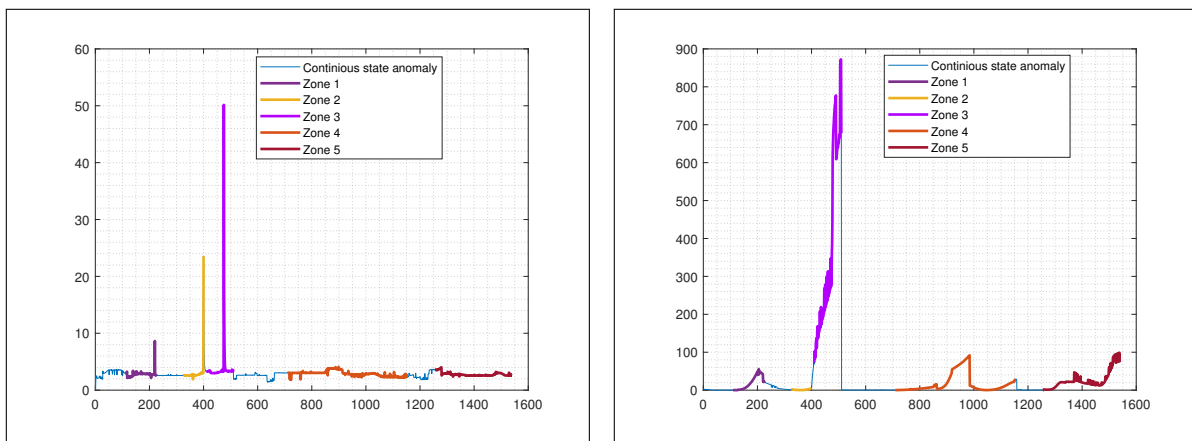 60
50
40
30
20
10
0
0 200 400 600 800 1000 1200 1400 1600
Continious state anomaly
Zone 1
Zone 2
Zone 3
Zone 4
Zone 5
900
800
700
600
500
400
300
200
100
0
0 200 400 600 800 1000 1200 1400 1600
Continious state anomaly
Zone 1
Zone 2
Zone 3
Zone 4
Zone 5